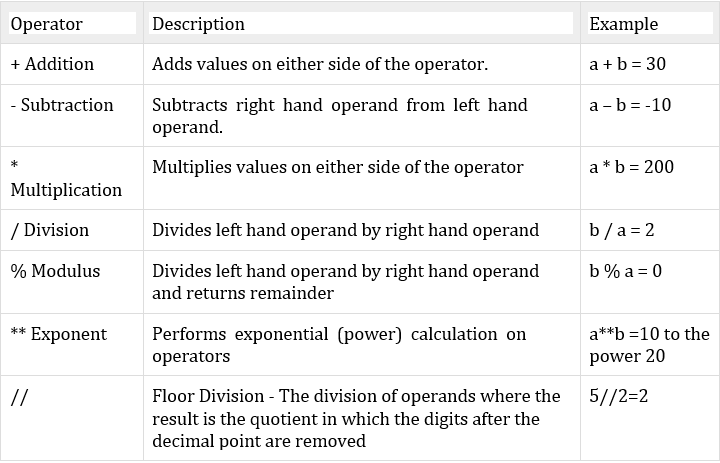 Operator Description Example
+ Addition Adds values on either side of the operator. a + b = 30
- Subtraction Subtracts right hand operand from left hand operand. a – b = -10
* Multiplication Multiplies values on either side of the operator a * b = 200
/ Division Divides left hand operand by right hand operand b / a = 2
% Modulus Divides left hand operand by right hand operand and returns remainder b % a = 0
** Exponent Performs exponential (power) calculation on operators a**b =10 to the power 20
// Floor Division - The division of operands where the result is the quotient in which the digits after the decimal point are removed 5//2=2